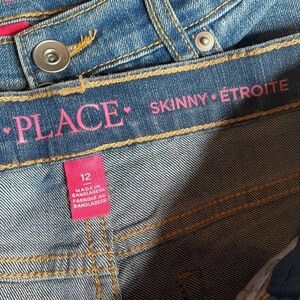 •PLACE• SKINNY • ÉTROITE
12
MADE IN
BANGLADESH
FABRIQUÉ AU
BANGLADESH